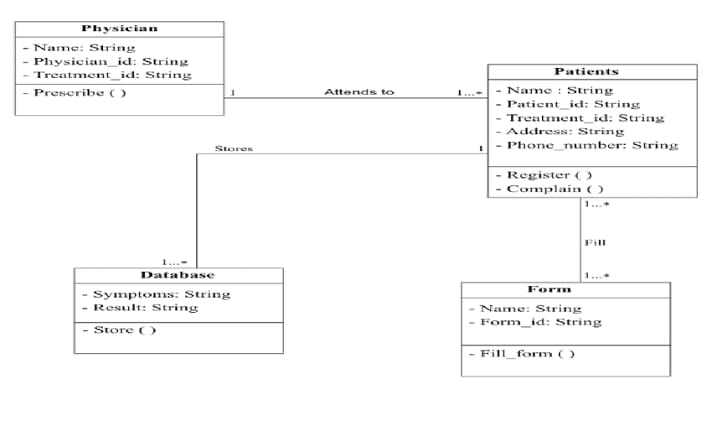 Physician
- Name: String
- Physician_id: String
- Treatment_id: String
- Prescribe ( )
1
Attends to
1...*
Patients
- Name : String
- Patient_id: String
- Treatment_id: String
- Address: String
- Phone_number: String
- Register ( )
- Complain ( )
Stores
1
1...*
1...*
Fill
1...*
Database
- Symptoms: String
- Result: String
- Store ( )
Form
- Name: String
- Form_id: String
- Fill_form ( )